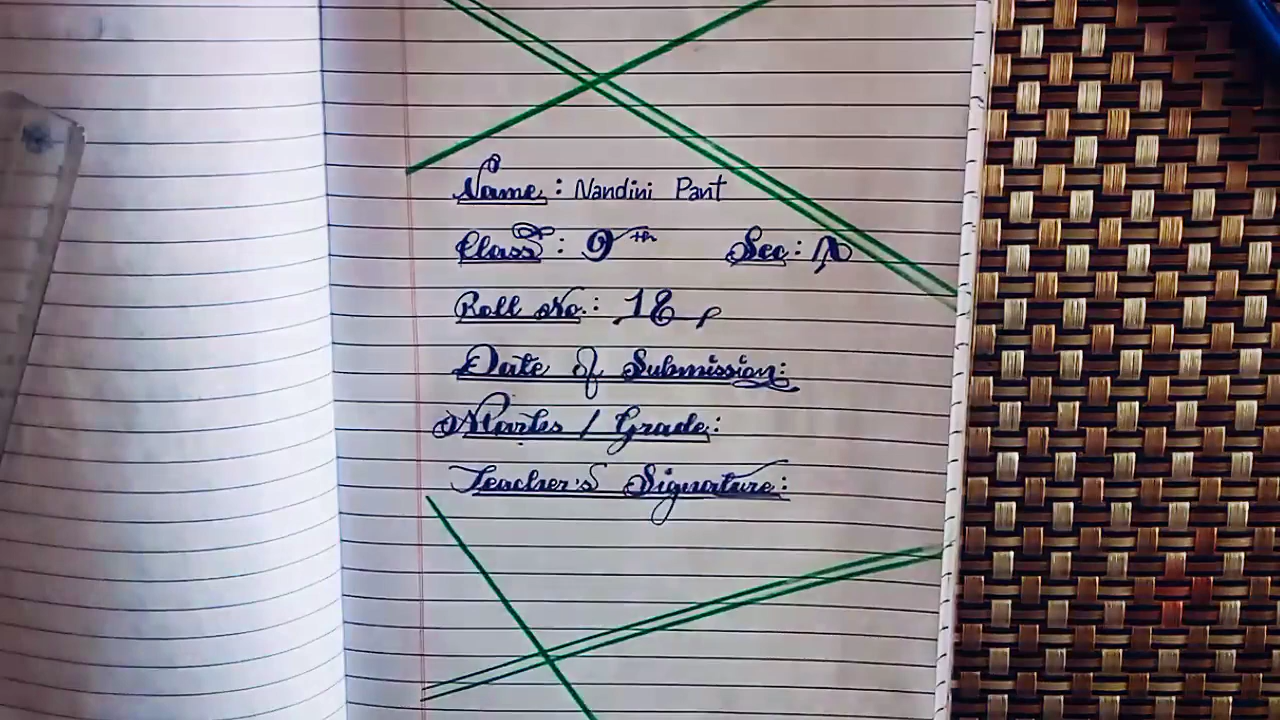 Name: Nandini Pant
Class: 9th Sec: A
Roll No.: 18
Date of Submission:
Marks / Grade:
Teacher's Signature: